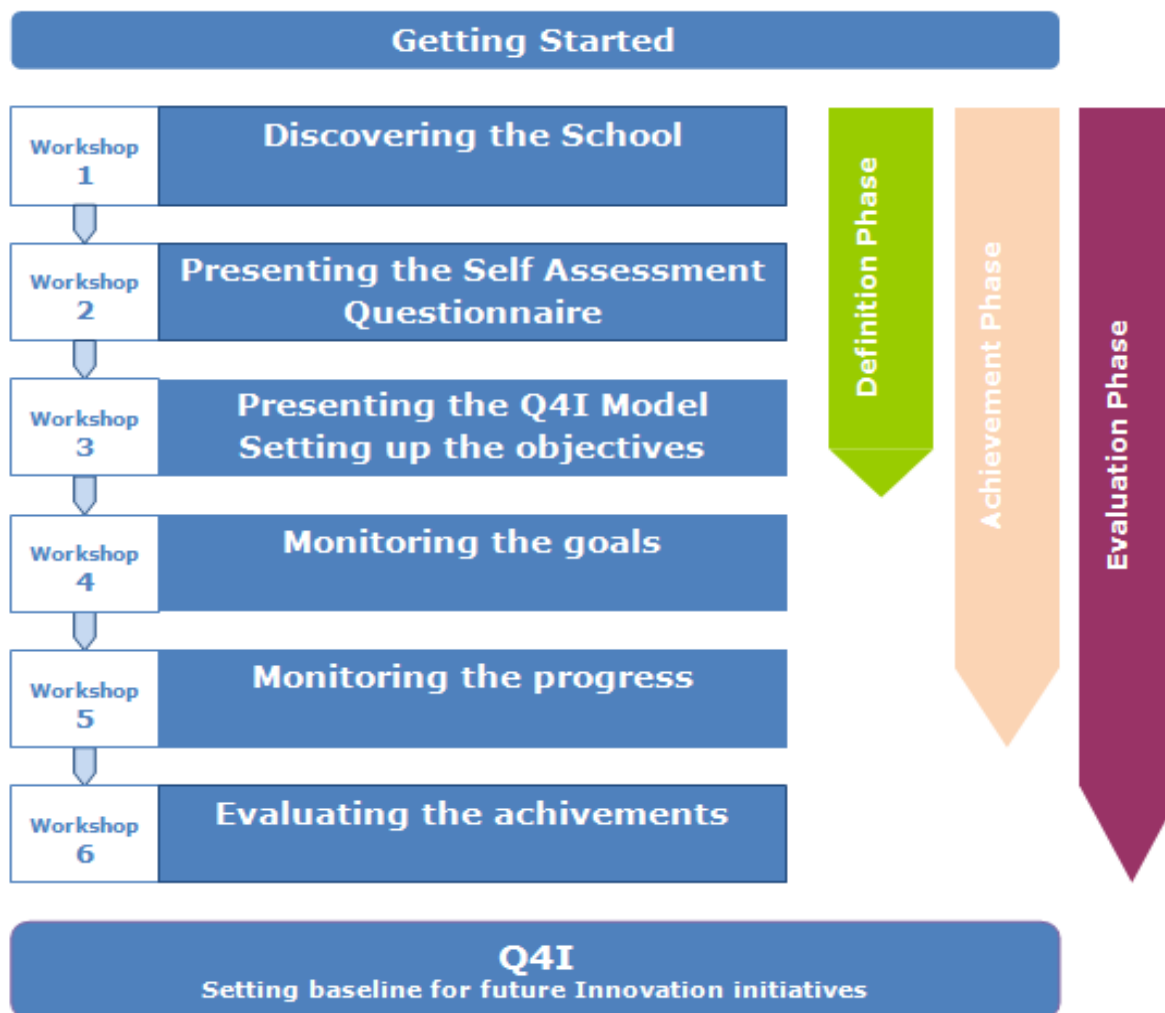 Getting Started
Workshop
1
Discovering the School
Workshop
2
Presenting the Self Assessment
Questionnaire
Workshop
3
Presenting the Q4I Model
Setting up the objectives
Workshop
4
Monitoring the goals
Workshop
5
Monitoring the progress
Workshop
6
Evaluating the achivements
Definition Phase
Achievement Phase
Evaluation Phase
Q4I
Setting baseline for future Innovation initiatives